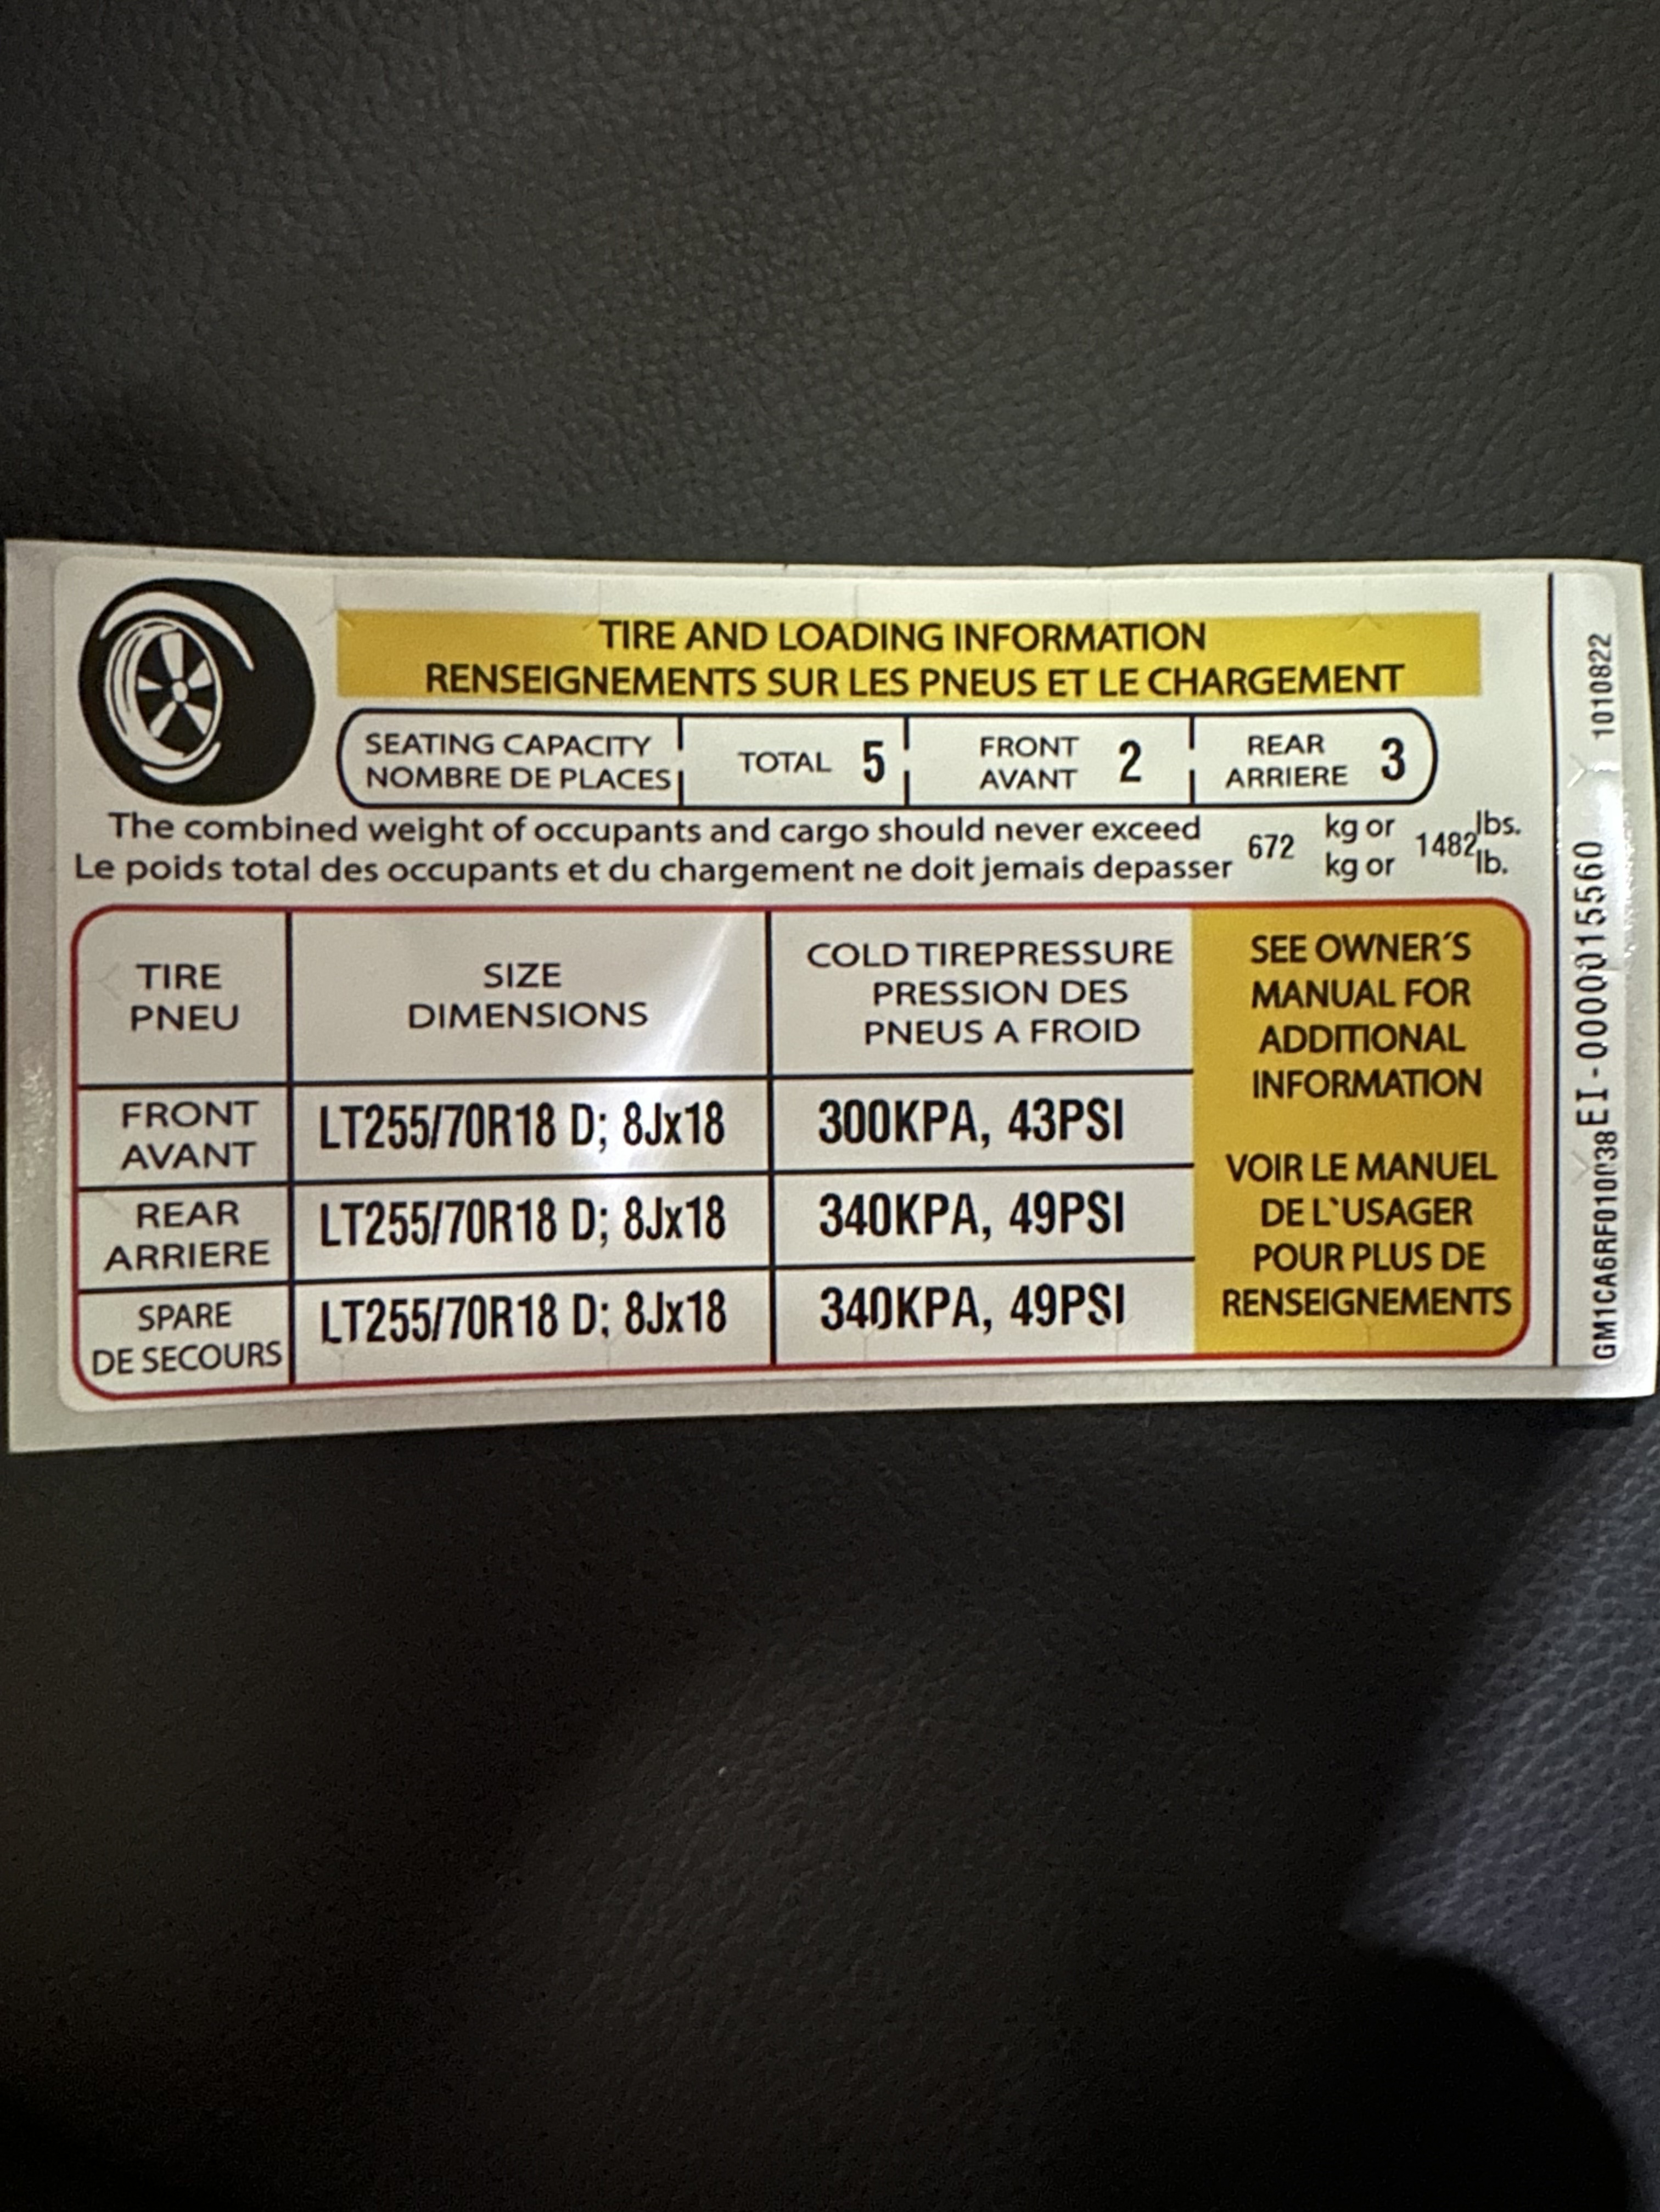 TIRE AND LOADING INFORMATION
RENSEIGNEMENTS SUR LES PNEUS ET LE CHARGEMENT
SEATING CAPACITY
NOMBRE DE PLACES
TOTAL 5
FRONT
AVANT
2
REAR
ARRIERE
3
The combined weight of occupants and cargo should never exceed
Le poids total des occupants et du chargement ne doit jamais depasser
672
kg or
kg or
1482
lbs.
lb.
TIRE
PNEU
SIZE
DIMENSIONS
COLD TIREPRESSURE
PRESSION DES
PNEUS A FROID
FRONT
AVANT
LT255/70R18 D; 8Jx18
300KPA, 43PSI
REAR
ARRIERE
LT255/70R18 D; 8Jx18
340KPA, 49PSI
SPARE
DE SECOURS
LT255/70R18 D; 8Jx18
340KPA, 49PSI
SEE OWNER´S
MANUAL FOR
ADDITIONAL
INFORMATION
VOIR LE MANUEL
DE L`USAGER
POUR PLUS DE
RENSEIGNEMENTS
GM1CA6RF010038
EI-000015560
1010822